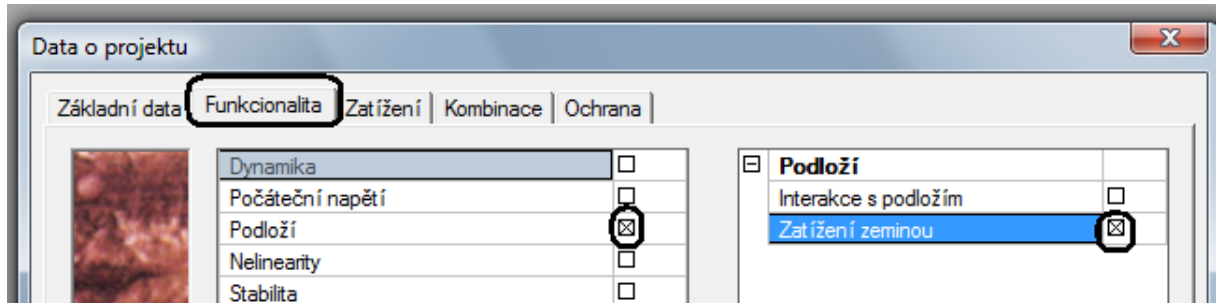 Data o projektu
Základní data Funkcionalita Zatížení Kombinace Ochrana
Dynamika
Počáteční napětí
Podloží
Nelinearity
Stabilita
Podloží
Interakce s podložím
Zatížení zeminou